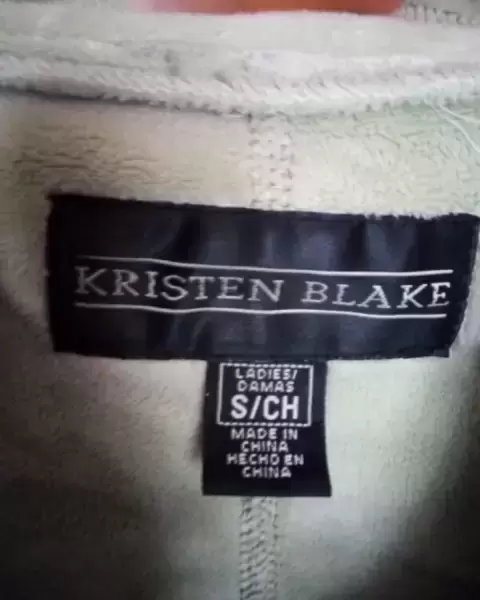 KRISTEN BLAKE
LADIES/
DAMAS
S/CH
MADE IN
CHINA
HECHO EN
CHINA